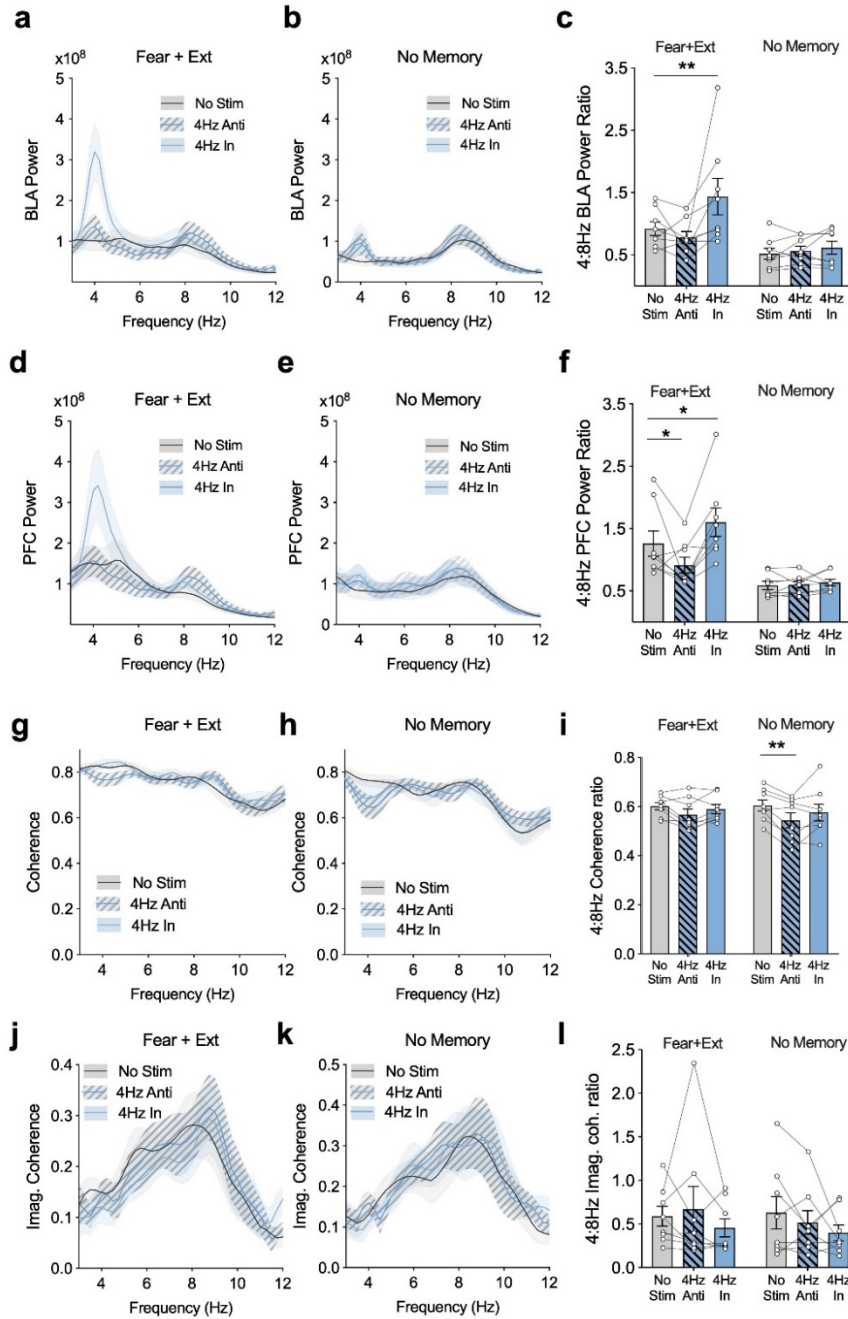 a
Fear + Ext
x10⁸
5
4
3
2
1
BLA Power
No Stim
4Hz Anti
4Hz In
4 6 8 10 12
Frequency (Hz)
b
No Memory
x10⁸
5
4
3
2
1
BLA Power
No Stim
4Hz Anti
4Hz In
4 6 8 10 12
Frequency (Hz)
c
Fear+Ext No Memory
**
3.5
2.5
1.5
0.5
4:8Hz BLA Power Ratio
No 4Hz 4Hz No 4Hz 4Hz
Stim Anti In Stim Anti In
d
Fear + Ext
x10⁸
5
4
3
2
1
PFC Power
No Stim
4Hz Anti
4Hz In
4 6 8 10 12
Frequency (Hz)
e
No Memory
x10⁸
5
4
3
2
1
PFC Power
No Stim
4Hz Anti
4Hz In
4 6 8 10 12
Frequency (Hz)
f
Fear+Ext No Memory
*
*
3.5
2.5
1.5
0.5
4:8Hz PFC Power Ratio
No 4Hz 4Hz No 4Hz 4Hz
Stim Anti In Stim Anti In
g
Fear + Ext
0.8
0.6
0.4
0.2
0.0
Coherence
No Stim
4Hz Anti
4Hz In
4 6 8 10 12
Frequency (Hz)
h
No Memory
0.8
0.6
0.4
0.2
0.0
Coherence
No Stim
4Hz Anti
4Hz In
4 6 8 10 12
Frequency (Hz)
i
Fear+Ext No Memory
**
0.8
0.6
0.4
0.2
0.0
4:8Hz Coherence ratio
No 4Hz 4Hz No 4Hz 4Hz
Stim Anti In Stim Anti In
j
Fear + Ext
0.4
0.3
0.2
0.1
0.0
Imag. Coherence
No Stim
4Hz Anti
4Hz In
4 6 8 10 12
Frequency (Hz)
k
No Memory
0.5
0.4
0.3
0.2
0.1
0.0
Imag. Coherence
No Stim
4Hz Anti
4Hz In
4 6 8 10 12
Frequency (Hz)
l
Fear+Ext No Memory
2.5
2.0
1.5
1.0
0.5
0.0
4:8Hz Imag. coh. ratio
No 4Hz 4Hz No 4Hz 4Hz
Stim Anti In Stim Anti In